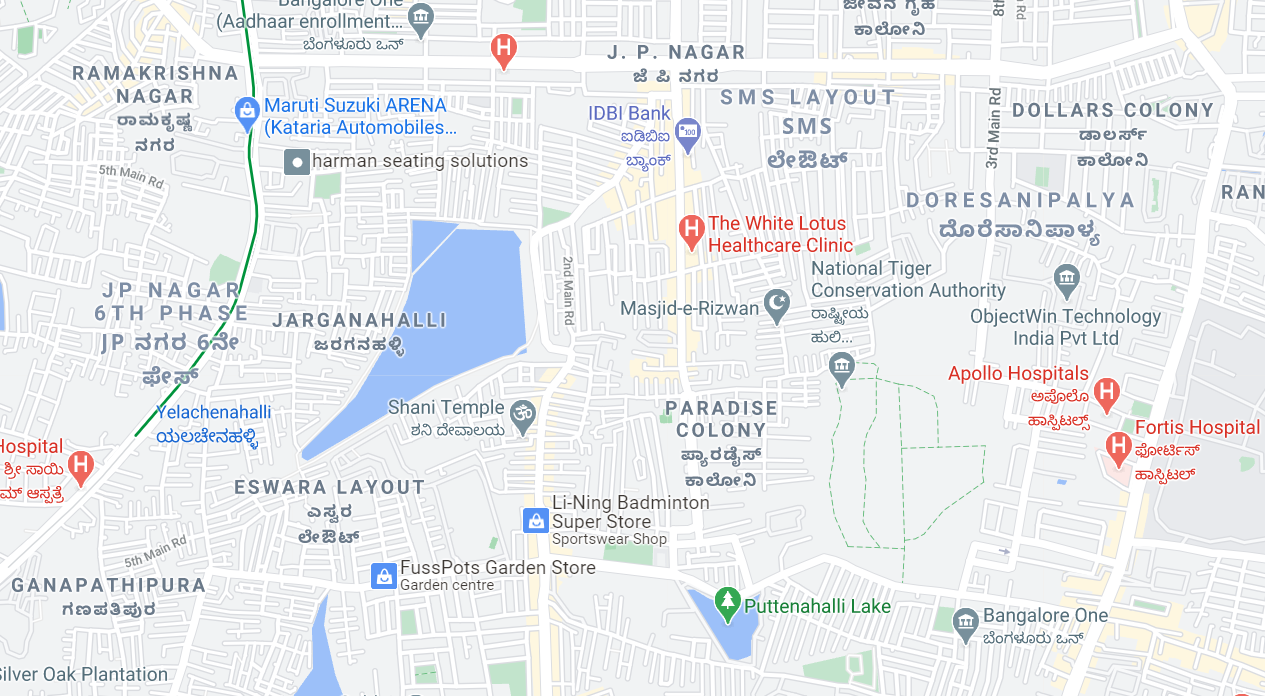 Bangalore One
(Aadhaar enrollment...
ಬೆಂಗಳೂರು ಒನ್
ಜೀವನ ಗೃಹ
ಕಾಲೋನಿ
8th
Rd
J. P. NAGAR
ಜೆ ಪಿ ನಗರ
RAMAKRISHNA
NAGAR
ರಾಮಕೃಷ್ಣ
ನಗರ
Maruti Suzuki ARENA
(Kataria Automobiles...
IDBI Bank
ಐಡಿಬಿಐ
ಬ್ಯಾಂಕ್
SMS LAYOUT
SMS
ಲೇಔಟ್
3rd Main Rd
DOLLARS COLONY
ಡಾಲರ್ಸ್
ಕಾಲೋನಿ
harman seating solutions
5th Main Rd
DORESANIPALYA
ದೊರೆಸಾನಿಪಾಳ್ಯ
RAN
The White Lotus
Healthcare Clinic
2nd Main Rd
National Tiger
Conservation Authority
ರಾಷ್ಟ್ರೀಯ
ಹುಲಿ...
JP NAGAR
6TH PHASE
JP ನಗರ 6ನೇ
ಫೇಸ್
JARGANAHALLI
ಜರಗನಹಳ್ಳಿ
Masjid-e-Rizwan
ObjectWin Technology
India Pvt Ltd
Apollo Hospitals
ಅಪೊಲೊ
ಹಾಸ್ಪಿಟಲ್ಸ್
Yelachenahalli
ಯಲಚೇನಹಳ್ಳಿ
Shani Temple
ಶನಿ ದೇವಾಲಯ
PARADISE
COLONY
ಪ್ಯಾರಡೈಸ್
ಕಾಲೋನಿ
Fortis Hospital
ಫೋರ್ಟಿಸ್
ಹಾಸ್ಪಿಟಲ್
Hospital
ಶ್ರೀ ಸಾಯಿ
ಮ್ ಆಸ್ಪತ್ರೆ
ESWARA LAYOUT
ಎಸ್ವರ
ಲೇಔಟ್
Li-Ning Badminton
Super Store
Sportswear Shop
5th Main Rd
FussPots Garden Store
Garden centre
GANAPATHIPURA
ಗಣಪತಿಪುರ
Puttenahalli Lake
Bangalore One
ಬೆಂಗಳೂರು ಒನ್
Silver Oak Plantation